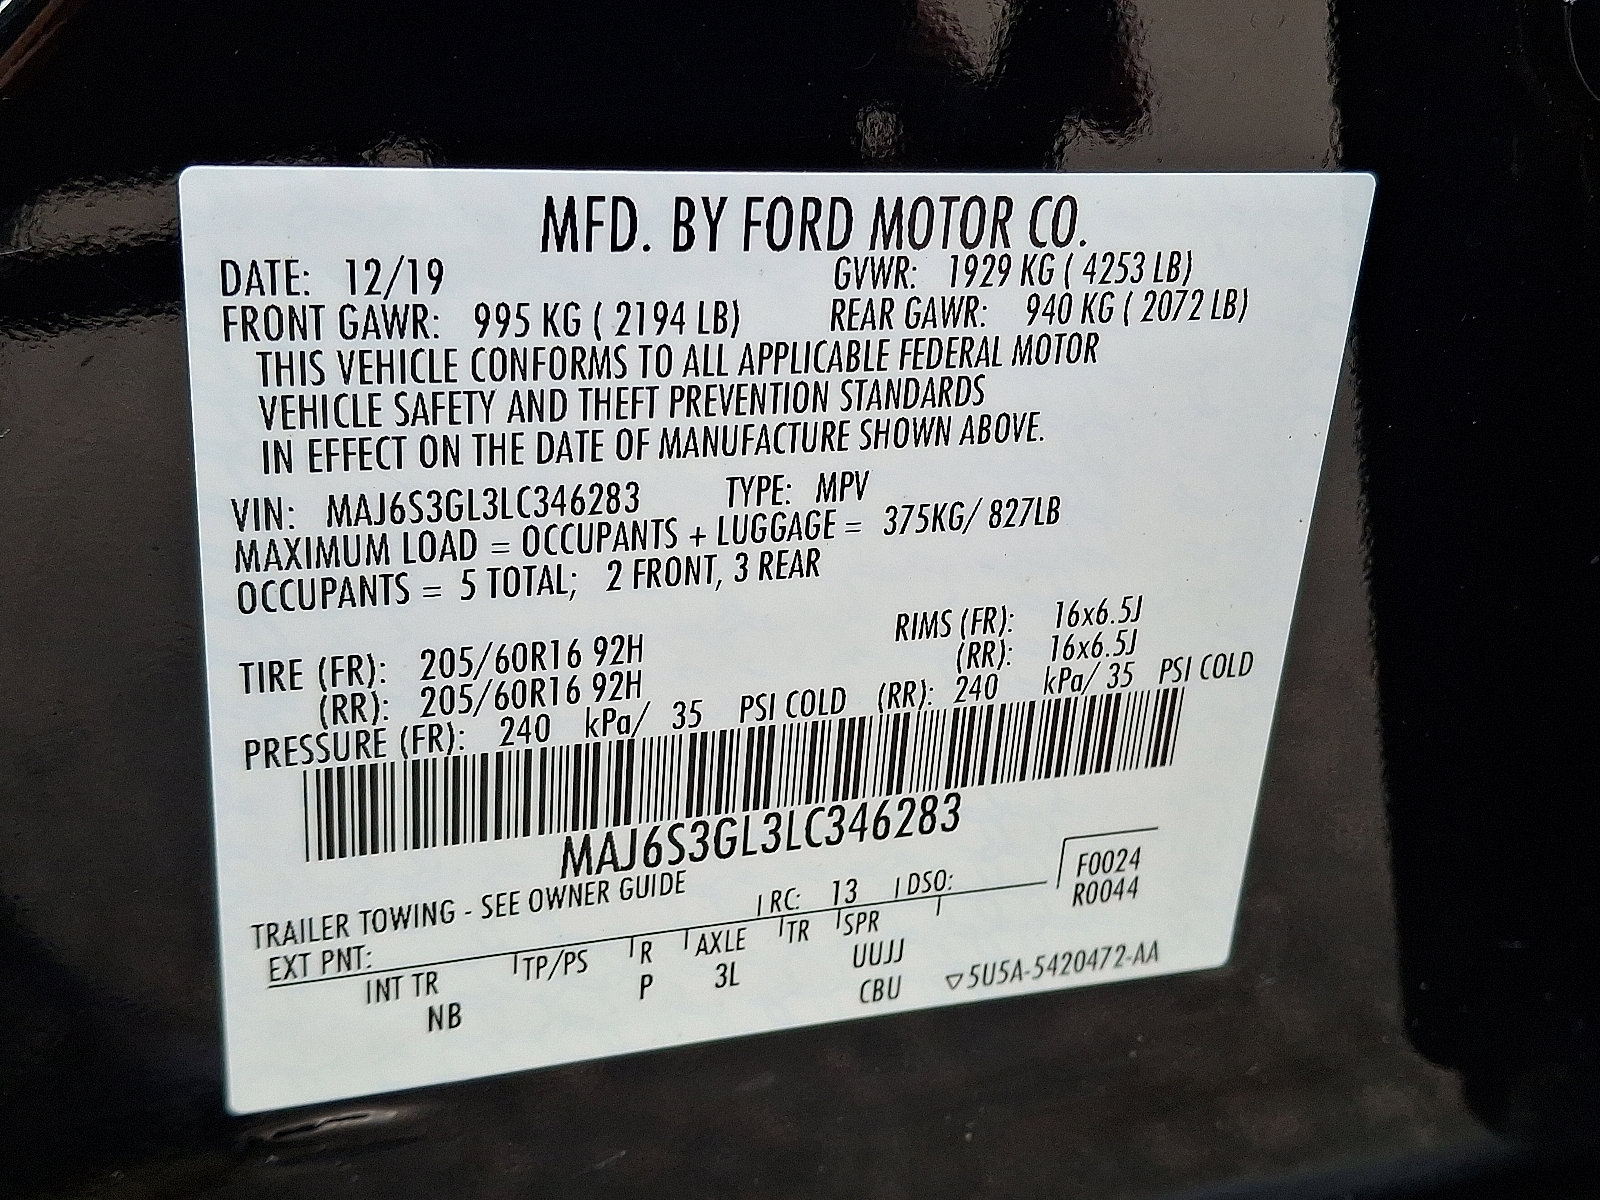 MFD. BY FORD MOTOR CO.
DATE: 12/19 GVWR: 1929 KG ( 4253 LB)
FRONT GAWR: 995 KG ( 2194 LB) REAR GAWR: 940 KG ( 2072 LB)
THIS VEHICLE CONFORMS TO ALL APPLICABLE FEDERAL MOTOR
VEHICLE SAFETY AND THEFT PREVENTION STANDARDS
IN EFFECT ON THE DATE OF MANUFACTURE SHOWN ABOVE.
VIN: MAJ6S3GL3LC346283 TYPE: MPV
MAXIMUM LOAD = OCCUPANTS + LUGGAGE = 375KG/ 827LB
OCCUPANTS = 5 TOTAL; 2 FRONT, 3 REAR
TIRE (FR): 205/60R16 92H RIMS (FR): 16x6.5J
(RR): 205/60R16 92H (RR): 16x6.5J
PRESSURE (FR): 240 kPa/ 35 PSI COLD (RR): 240 kPa/ 35 PSI COLD
MAJ6S3GL3LC346283
TRAILER TOWING - SEE OWNER GUIDE
EXT PNT: RC: 13 DSO: F0024
R0044
INT TR TP/PS R AXLE TR SPR
NB P 3L UUJJ
CBU ▽5U5A-5420472-AA